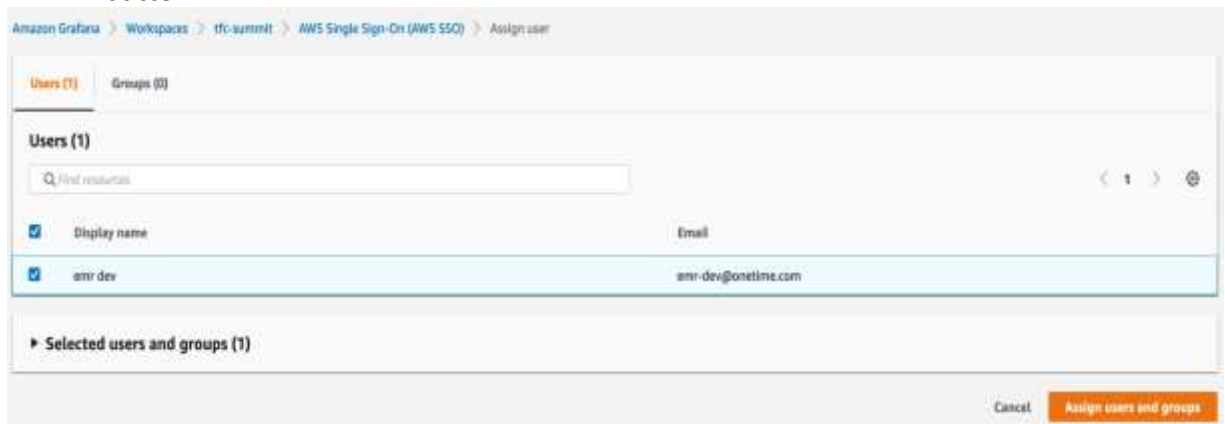 Amazon Grafana > Workspaces > tfc-summit > AWS Single Sign-On (AWS SSO) > Assign user
Users (1) Groups (0)
Users (1)
Find resources
< 1 >
Display name Email
emr dev emr-dev@onetime.com
Selected users and groups (1)
Cancel Assign users and groups